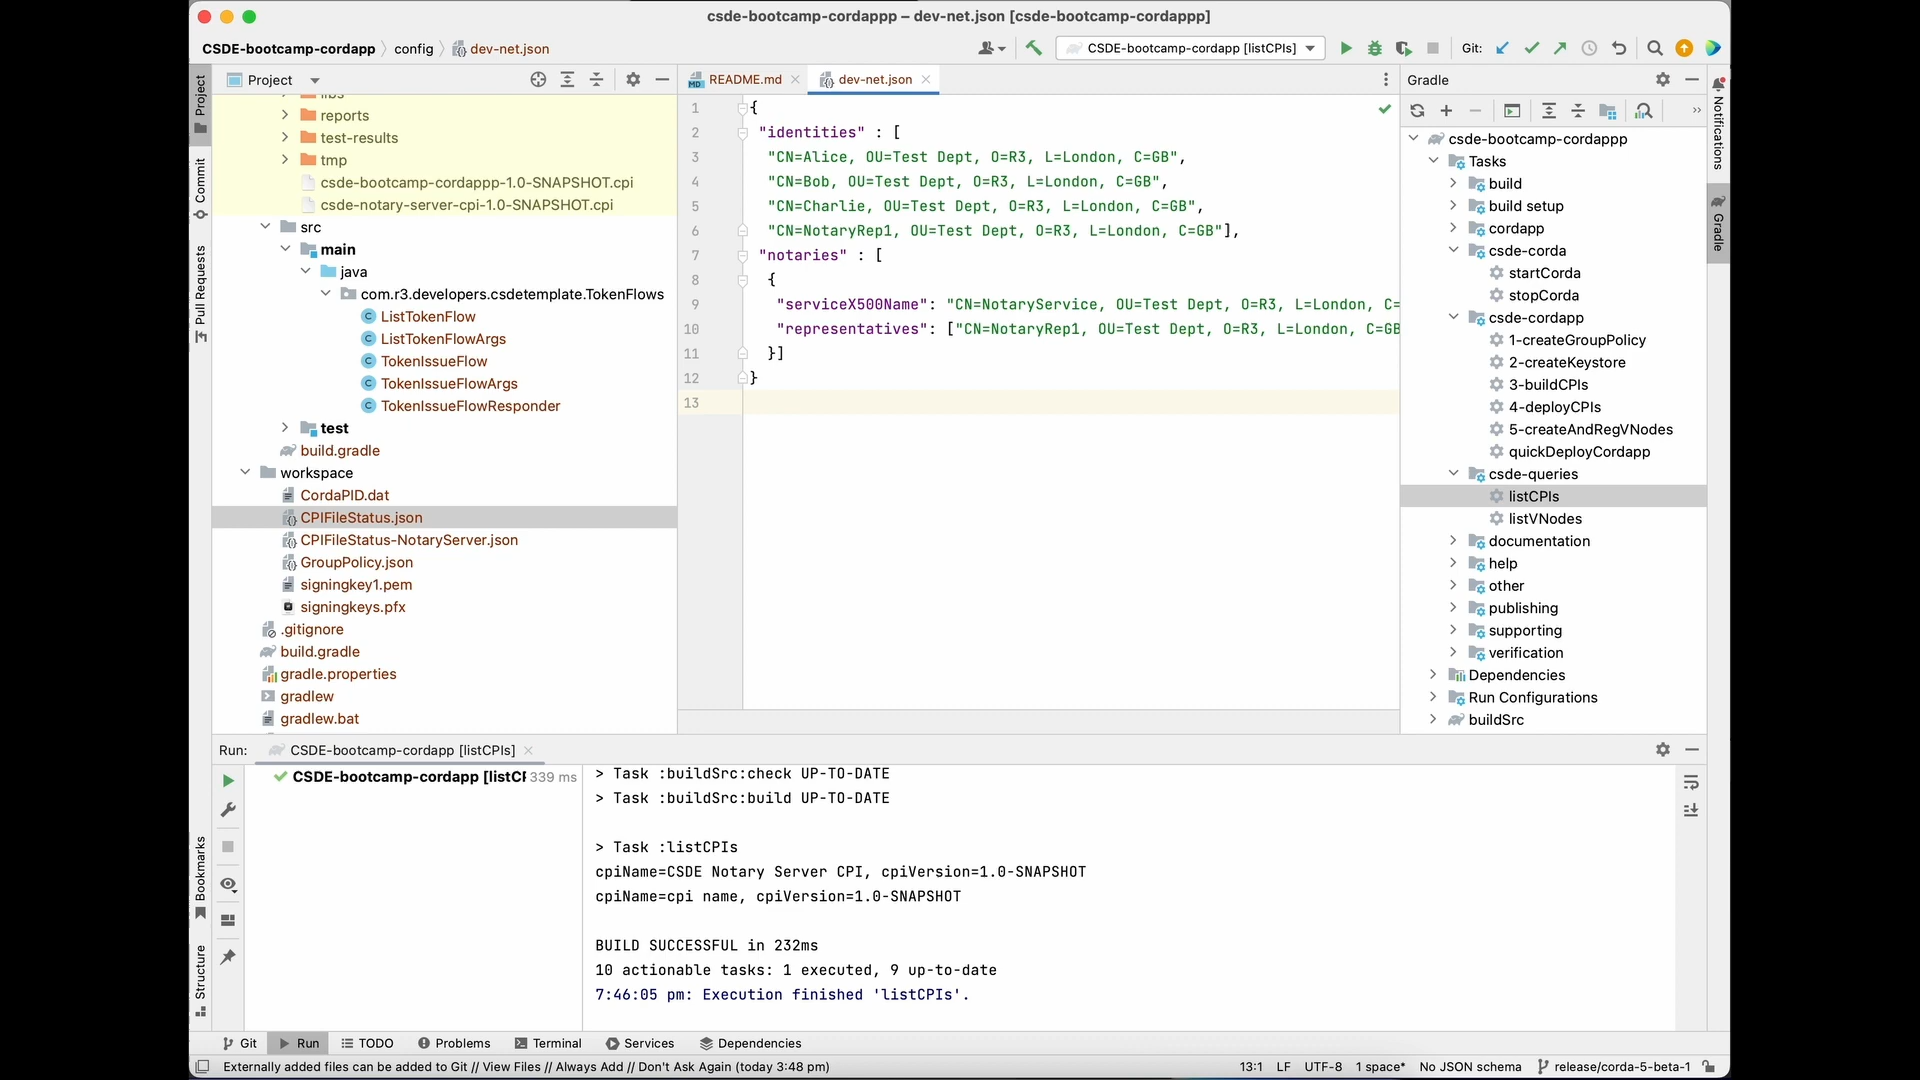 csde-bootcamp-cordappp – dev-net.json [csde-bootcamp-cordappp]
CSDE-bootcamp-cordapp
config
dev-net.json
CSDE-bootcamp-cordapp [listCPIs]
Git:
Project
Project
Commit
Pull Requests
Bookmarks
Structure
libs
reports
test-results
tmp
csde-bootcamp-cordappp-1.0-SNAPSHOT.cpi
csde-notary-server-cpi-1.0-SNAPSHOT.cpi
src
main
java
com.r3.developers.csdetemplate.TokenFlows
ListTokenFlow
ListTokenFlowArgs
TokenIssueFlow
TokenIssueFlowArgs
TokenIssueFlowResponder
test
build.gradle
workspace
CordaPID.dat
CPIFileStatus.json
CPIFileStatus-NotaryServer.json
GroupPolicy.json
signingkey1.pem
signingkeys.pfx
.gitignore
build.gradle
gradle.properties
gradlew
gradlew.bat
README.md
dev-net.json
1 {
2 "identities" : [
3 "CN=Alice, OU=Test Dept, O=R3, L=London, C=GB",
4 "CN=Bob, OU=Test Dept, O=R3, L=London, C=GB",
5 "CN=Charlie, OU=Test Dept, O=R3, L=London, C=GB",
6 "CN=NotaryRep1, OU=Test Dept, O=R3, L=London, C=GB"],
7 "notaries" : [
8 {
9 "serviceX500Name": "CN=NotaryService, OU=Test Dept, O=R3, L=London, C=
10 "representatives": ["CN=NotaryRep1, OU=Test Dept, O=R3, L=London, C=GB
11 }]
12 }
13
Gradle
csde-bootcamp-cordappp
Tasks
build
build setup
cordapp
csde-corda
startCorda
stopCorda
csde-cordapp
1-createGroupPolicy
2-createKeystore
3-buildCPIs
4-deployCPIs
5-createAndRegVNodes
quickDeployCordapp
csde-queries
listCPIs
listVNodes
documentation
help
other
publishing
supporting
verification
Dependencies
Run Configurations
buildSrc
Notifications
Gradle
Run:
CSDE-bootcamp-cordapp [listCPIs]
CSDE-bootcamp-cordapp [listCF 339 ms
> Task :buildSrc:check UP-TO-DATE
> Task :buildSrc:build UP-TO-DATE
> Task :listCPIs
cpiName=CSDE Notary Server CPI, cpiVersion=1.0-SNAPSHOT
cpiName=cpi name, cpiVersion=1.0-SNAPSHOT
BUILD SUCCESSFUL in 232ms
10 actionable tasks: 1 executed, 9 up-to-date
7:46:05 pm: Execution finished 'listCPIs'.
Git
Run
TODO
Problems
Terminal
Services
Dependencies
Externally added files can be added to Git // View Files // Always Add // Don't Ask Again (today 3:48 pm)
13:1
LF
UTF-8
1 space*
No JSON schema
release/corda-5-beta-1